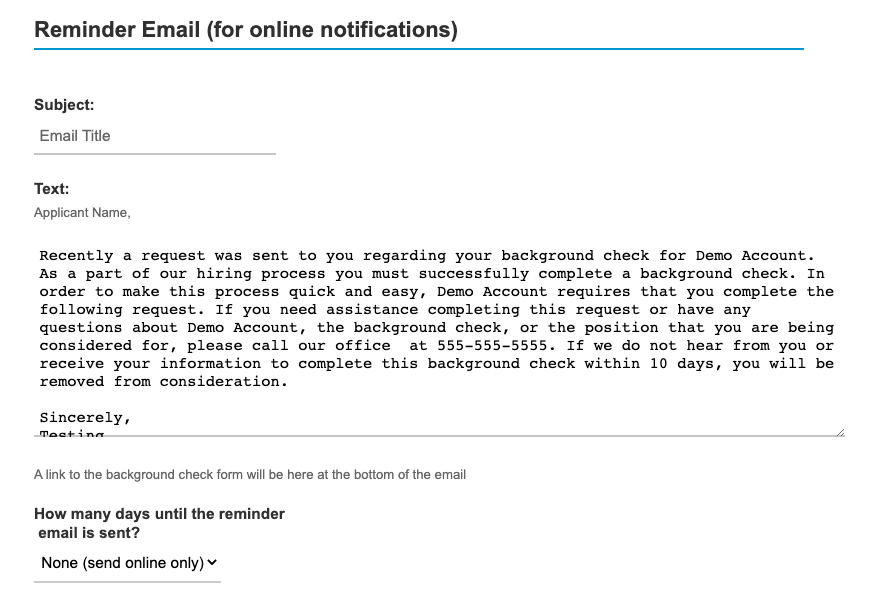 Reminder Email (for online notifications)
Subject:
Email Title
Text:
Applicant Name,
Recently a request was sent to you regarding your background check for Demo Account.
As a part of our hiring process you must successfully complete a background check. In
order to make this process quick and easy, Demo Account requires that you complete the
following request. If you need assistance completing this request or have any
questions about Demo Account, the background check, or the position that you are being
considered for, please call our office  at 555-555-5555. If we do not hear from you or
receive your information to complete this background check within 10 days, you will be
removed from consideration.
Sincerely,
Testing
A link to the background check form will be here at the bottom of the email
How many days until the reminder
email is sent?
None (send online only)